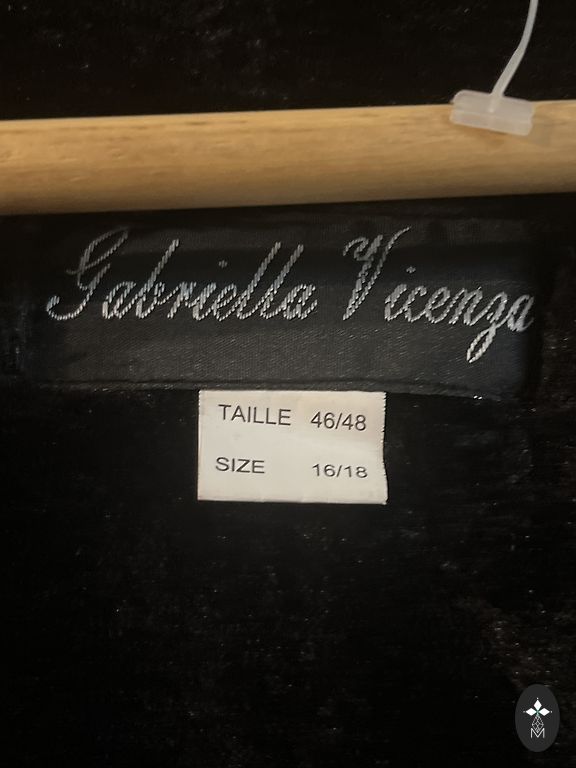 Gabriella Vicenza
TAILLE 46/48
SIZE 16/18
M